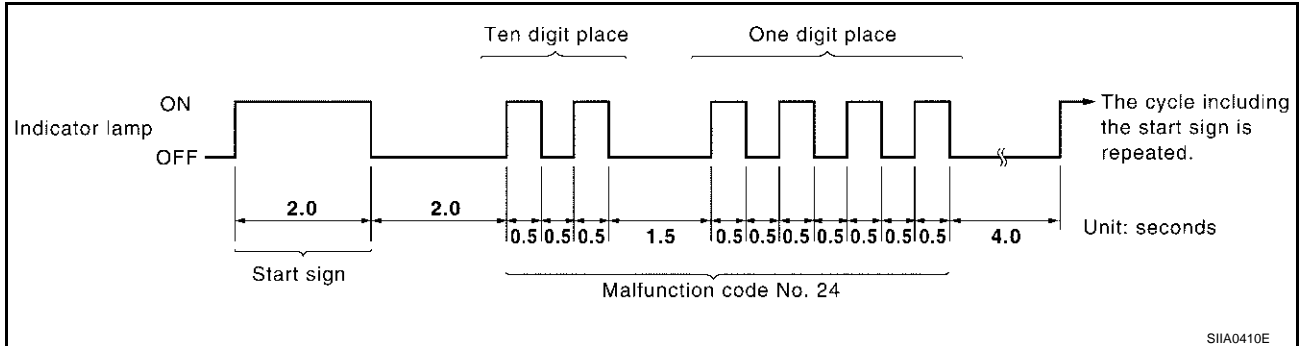 Ten digit place One digit place
ON
Indicator lamp
OFF
The cycle including
the start sign is
repeated.
2.0 2.0 0.5 0.5 0.5 1.5 0.5 0.5 0.5 0.5 0.5 0.5 0.5 4.0 Unit: seconds
Start sign
Malfunction code No. 24
SIIA0410E